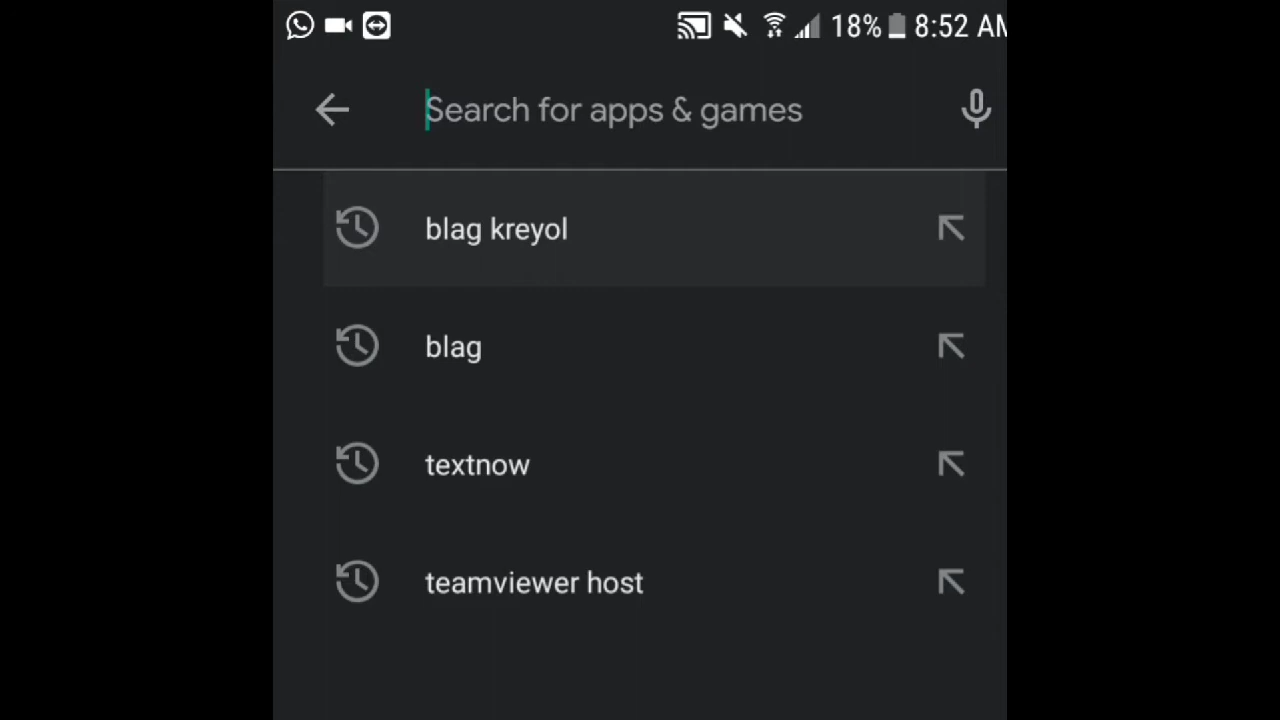 18% 8:52 AM
Search for apps & games
blag kreyol
blag
textnow
teamviewer host